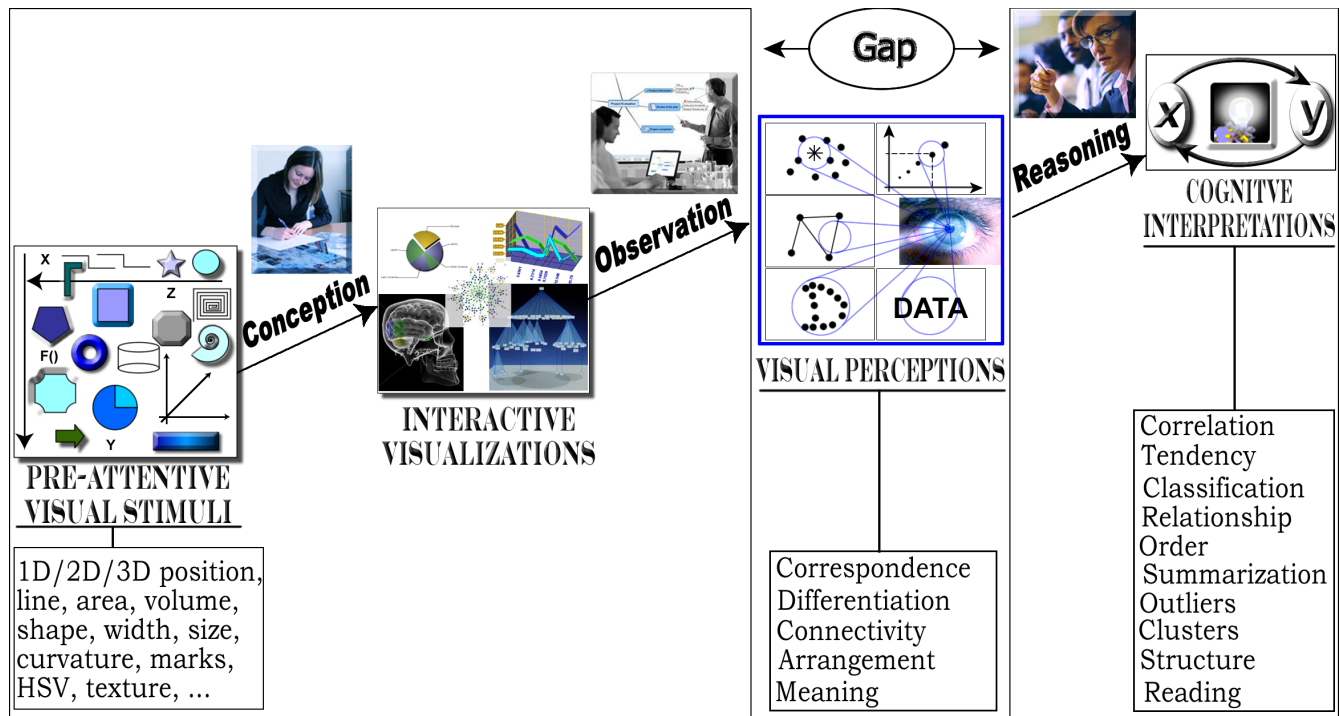 X
Z
F()
Y
PRE-ATTENTIVE
VISUAL STIMULI
1D/2D/3D position,
line, area, volume,
shape, width, size,
curvature, marks,
HSV, texture, ...
Conception
INTERACTIVE
VISUALIZATIONS
Observation
Project Evaluation
Gap
DATA
VISUAL PERCEPTIONS
Correspondence
Differentiation
Connectivity
Arrangement
Meaning
Reasoning
x
y
COGNITVE
INTERPRETATIONS
Correlation
Tendency
Classification
Relationship
Order
Summarization
Outliers
Clusters
Structure
Reading